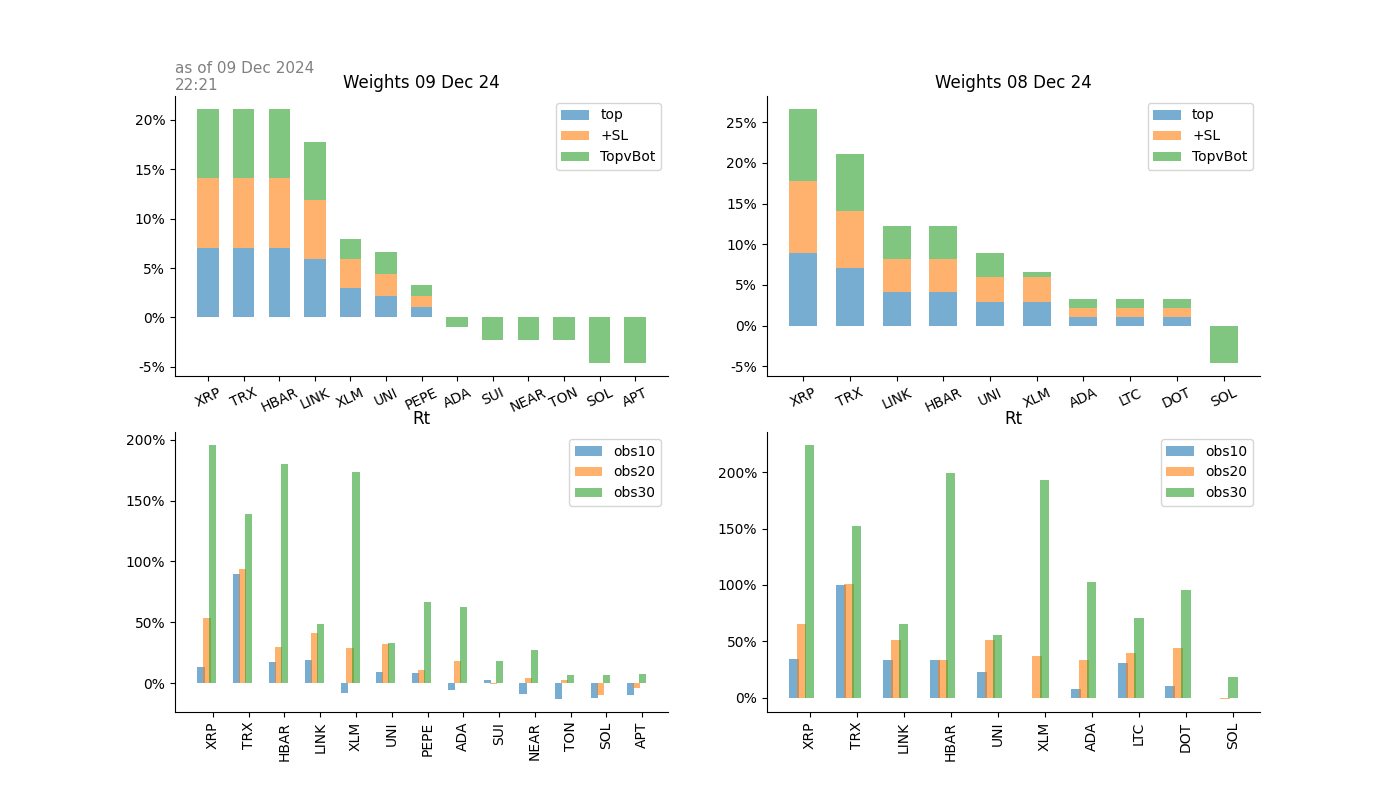 as of 09 Dec 2024
22:21
Weights 09 Dec 24
top
+SL
TopvBot
20%
15%
10%
5%
0%
-5%
XRP TRX HBAR LINK XLM UNI PEPE ADA SUI NEAR TON SOL APT
Weights 08 Dec 24
top
+SL
TopvBot
25%
20%
15%
10%
5%
0%
-5%
XRP TRX LINK HBAR UNI XLM ADA LTC DOT SOL
Rt
obs10
obs20
obs30
200%
150%
100%
50%
0%
XRP TRX HBAR LINK XLM UNI PEPE ADA SUI NEAR TON SOL APT
Rt
obs10
obs20
obs30
200%
150%
100%
50%
0%
XRP TRX LINK HBAR UNI XLM ADA LTC DOT SOL